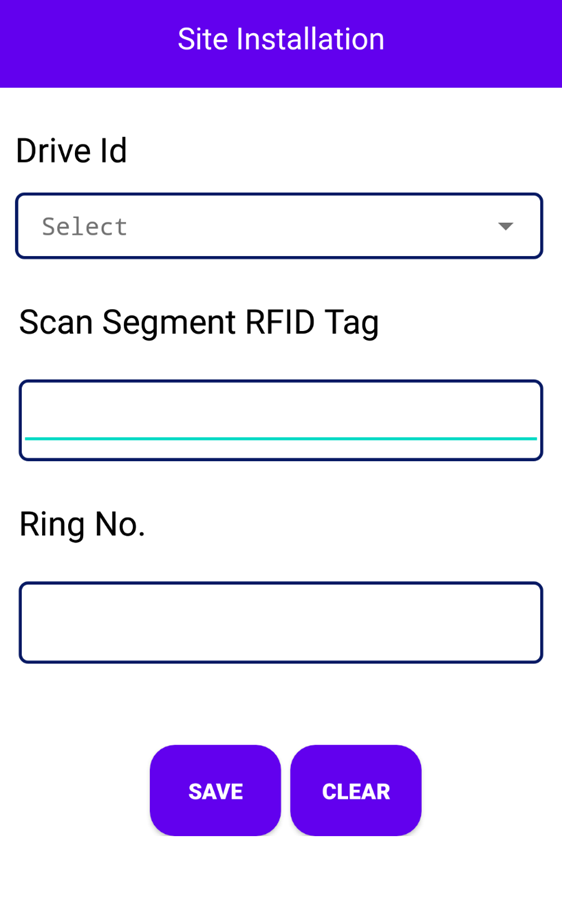 Site Installation
Drive Id
Select
Scan Segment RFID Tag
Ring No.
SAVE CLEAR